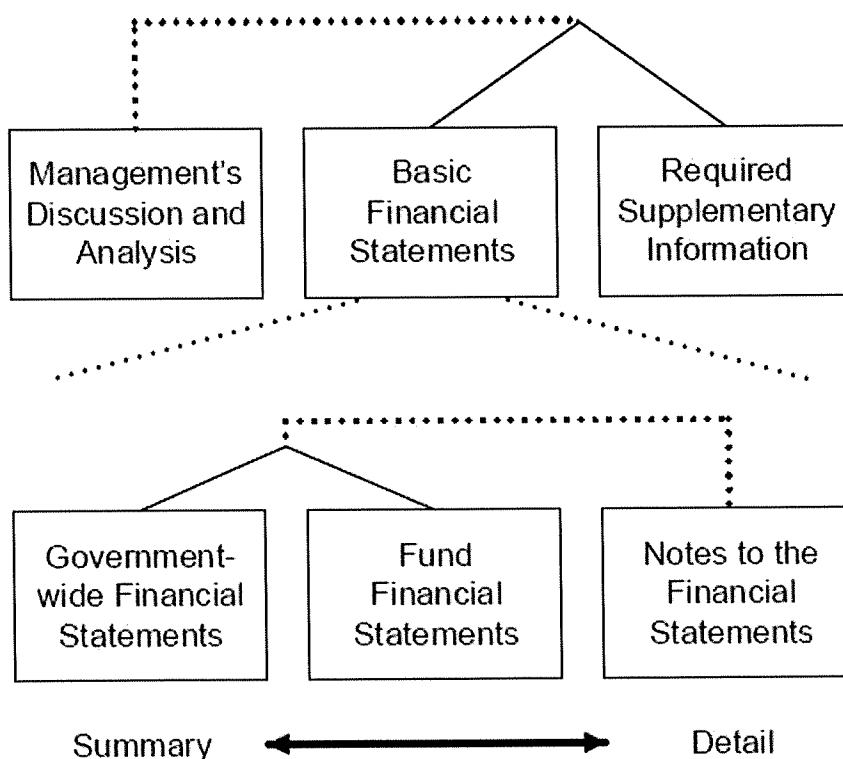 Management's
Discussion and
Analysis
Basic
Financial
Statements
Required
Supplementary
Information
Government-
wide Financial
Statements
Fund
Financial
Statements
Notes to the
Financial
Statements
Summary
Detail